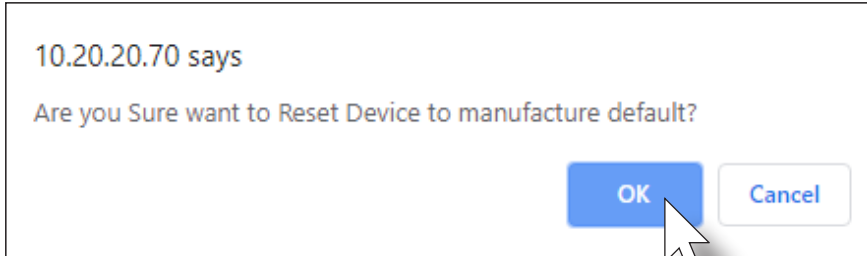 10.20.20.70 says
Are you Sure want to Reset Device to manufacture default?
OK Cancel